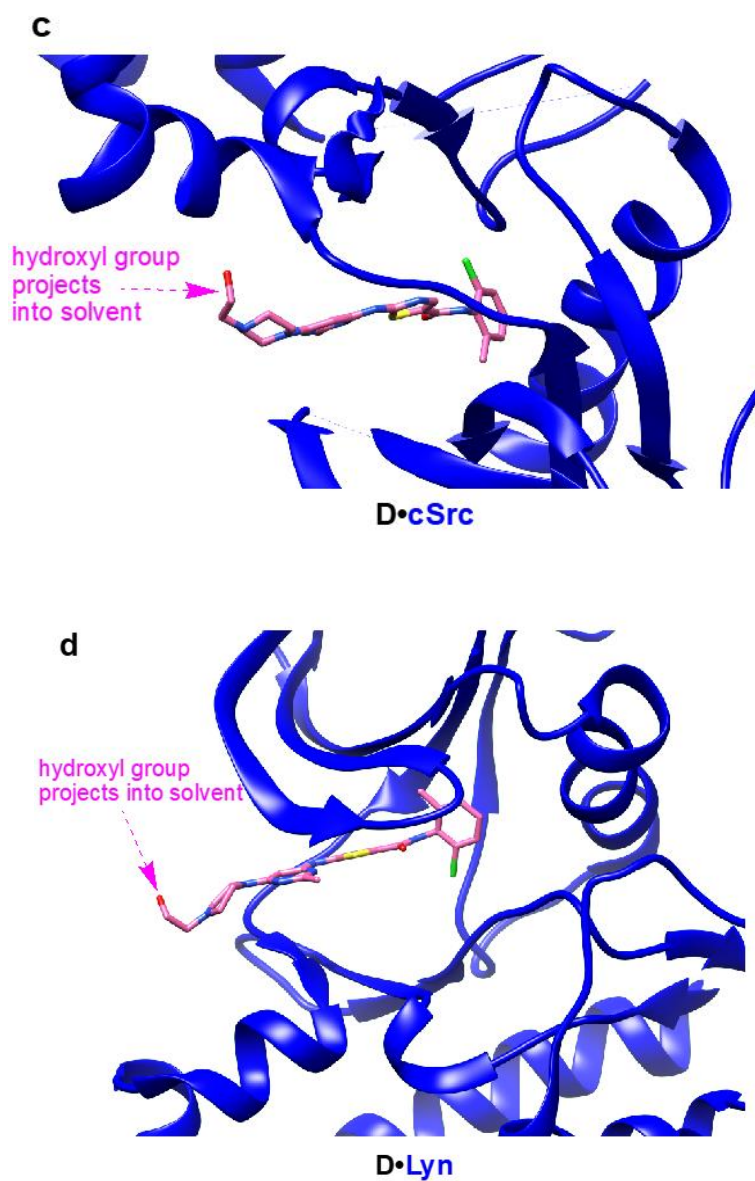 c
hydroxyl group
projects
into solvent
D•cSrc
d
hydroxyl group
projects into solvent
D•Lyn